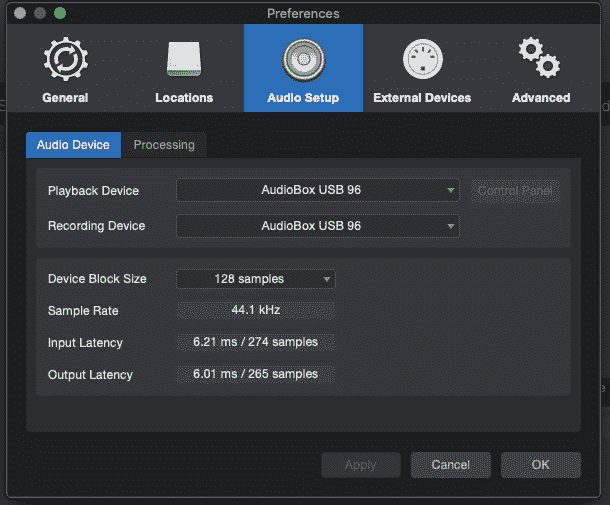 Preferences
General
Locations
Audio Setup
External Devices
Advanced
Audio Device
Processing
Playback Device
AudioBox USB 96
Control Panel
Recording Device
AudioBox USB 96
Device Block Size
128 samples
Sample Rate
44.1 kHz
Input Latency
6.21 ms / 274 samples
Output Latency
6.01 ms / 265 samples
Apply
Cancel
OK